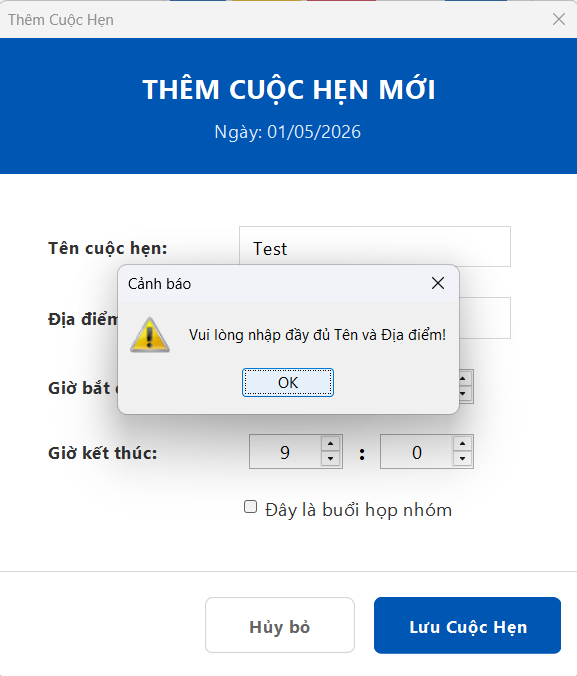 Thêm Cuộc Hẹn
THÊM CUỘC HẸN MỚI
Ngày: 01/05/2026
Tên cuộc hẹn:
Test
Cảnh báo
Địa điểm
Vui lòng nhập đầy đủ Tên và Địa điểm!
OK
Giờ bắt
Giờ kết thúc:
9 : 0
Đây là buổi họp nhóm
Hủy bỏ
Lưu Cuộc Hẹn